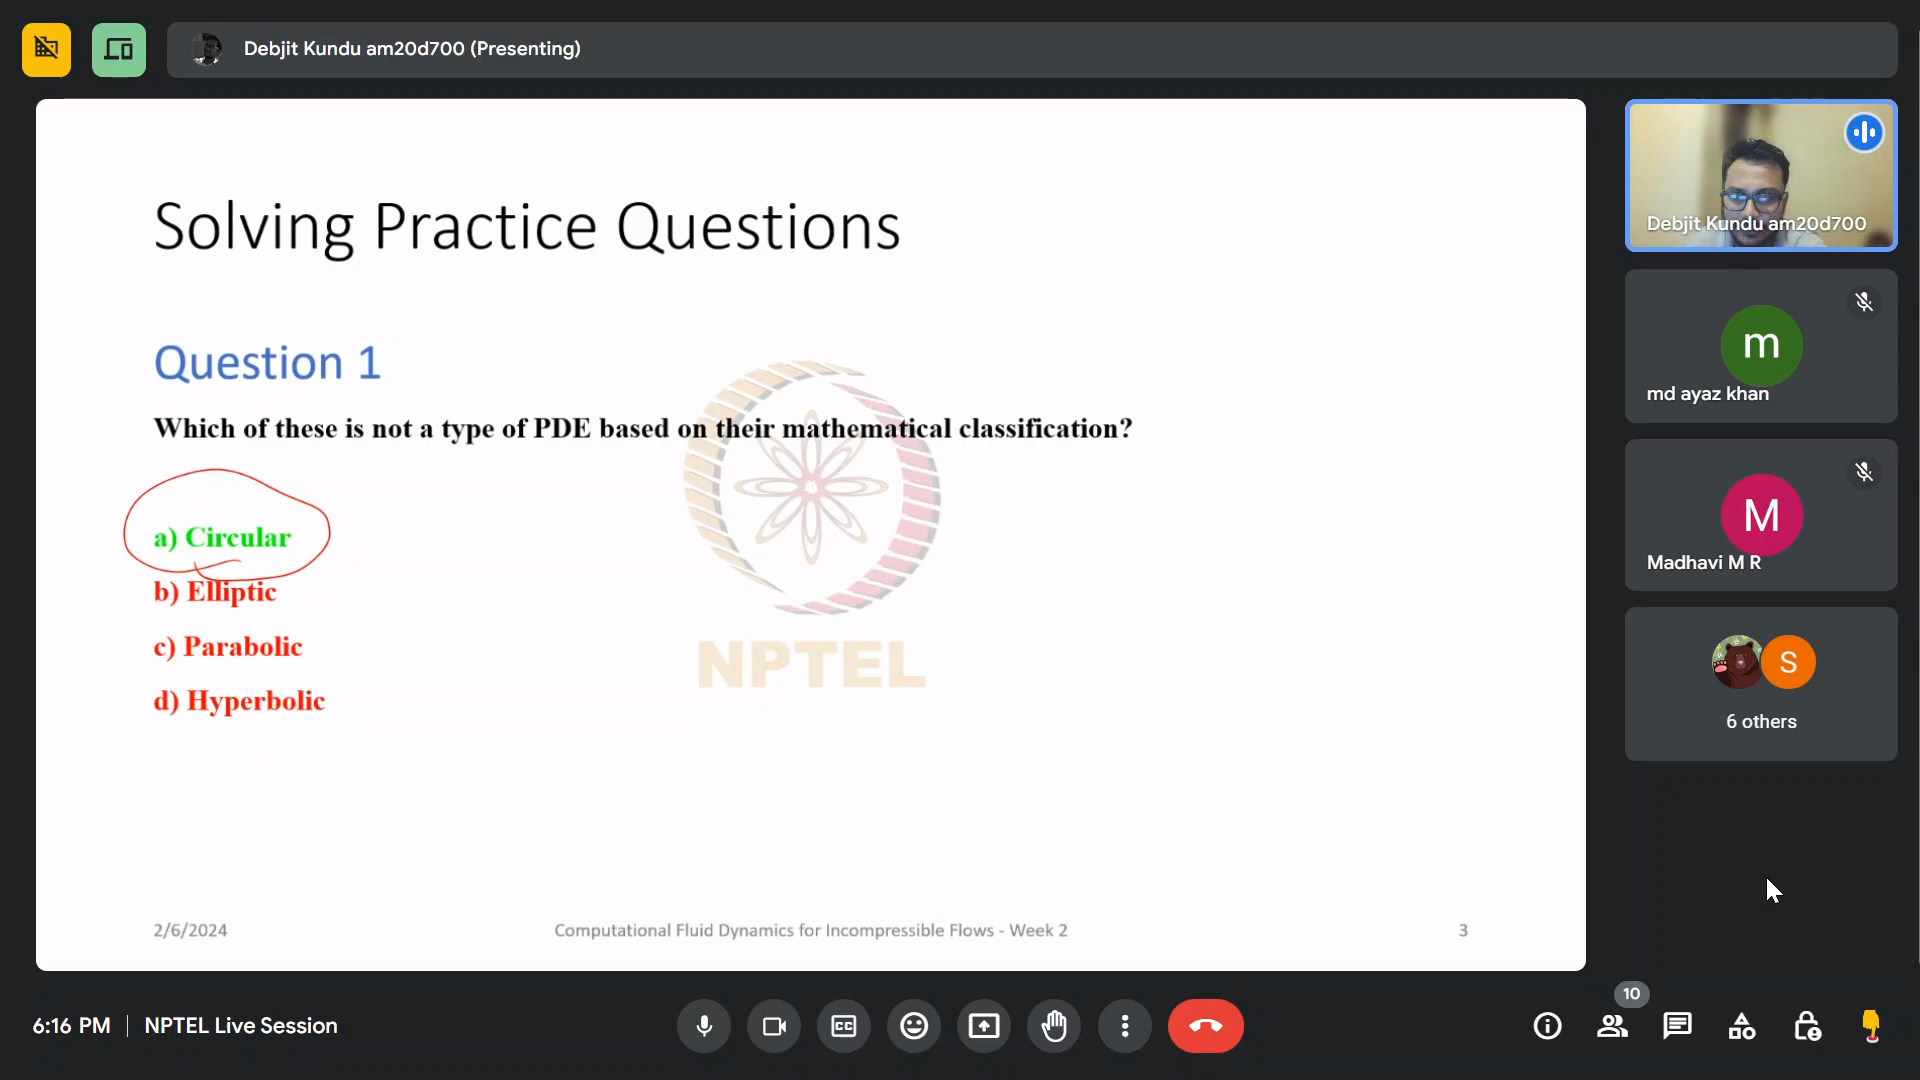 Debjit Kundu am20d700 (Presenting)
Solving Practice Questions
Question 1
Which of these is not a type of PDE based on their mathematical classification?
a) Circular
b) Elliptic
c) Parabolic
d) Hyperbolic
NPTEL
2/6/2024
Computational Fluid Dynamics for Incompressible Flows - Week 2
3
Debjit Kundu am20d700
m
md ayaz khan
M
Madhavi M R
S
6 others
6:16 PM
NPTEL Live Session
CC
10